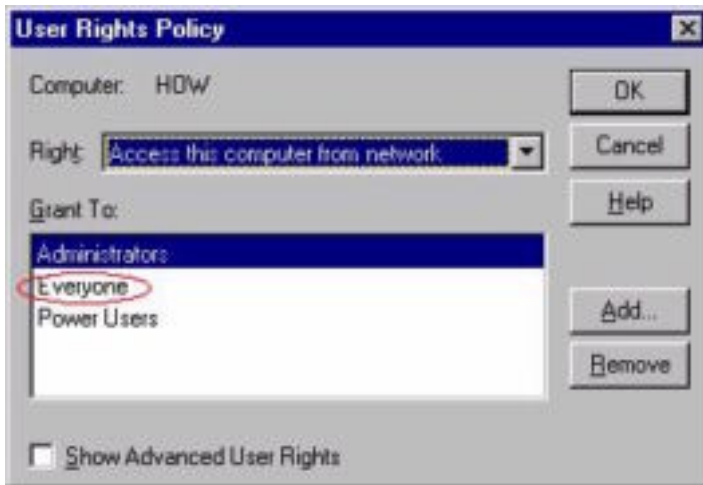 User Rights Policy
Computer: HOW
OK
Right: Access this computer from network
Cancel
Grant To:
Help
Administrators
Everyone
Power Users
Add...
Remove
Show Advanced User Rights